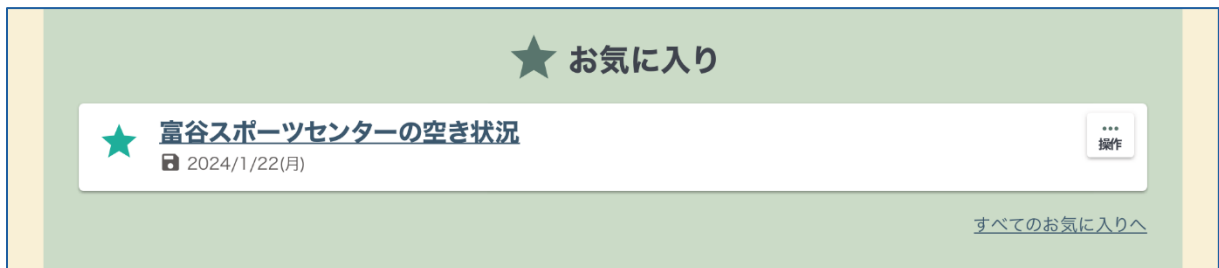 お気に入り
富谷スポーツセンターの空き状況
2024/1/22(月)
操作
すべてのお気に入りへ